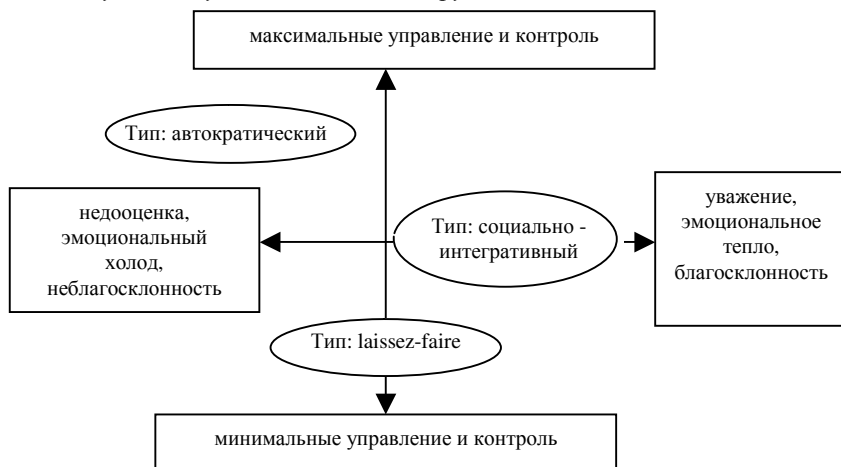 максимальные управление и контроль
Тип: автократический
недооценка,
эмоциональный
холод,
неблагосклонность
Тип: социально -
интегративный
уважение,
эмоциональное
тепло,
благосклонность
Тип: laissez-faire
минимальные управление и контроль